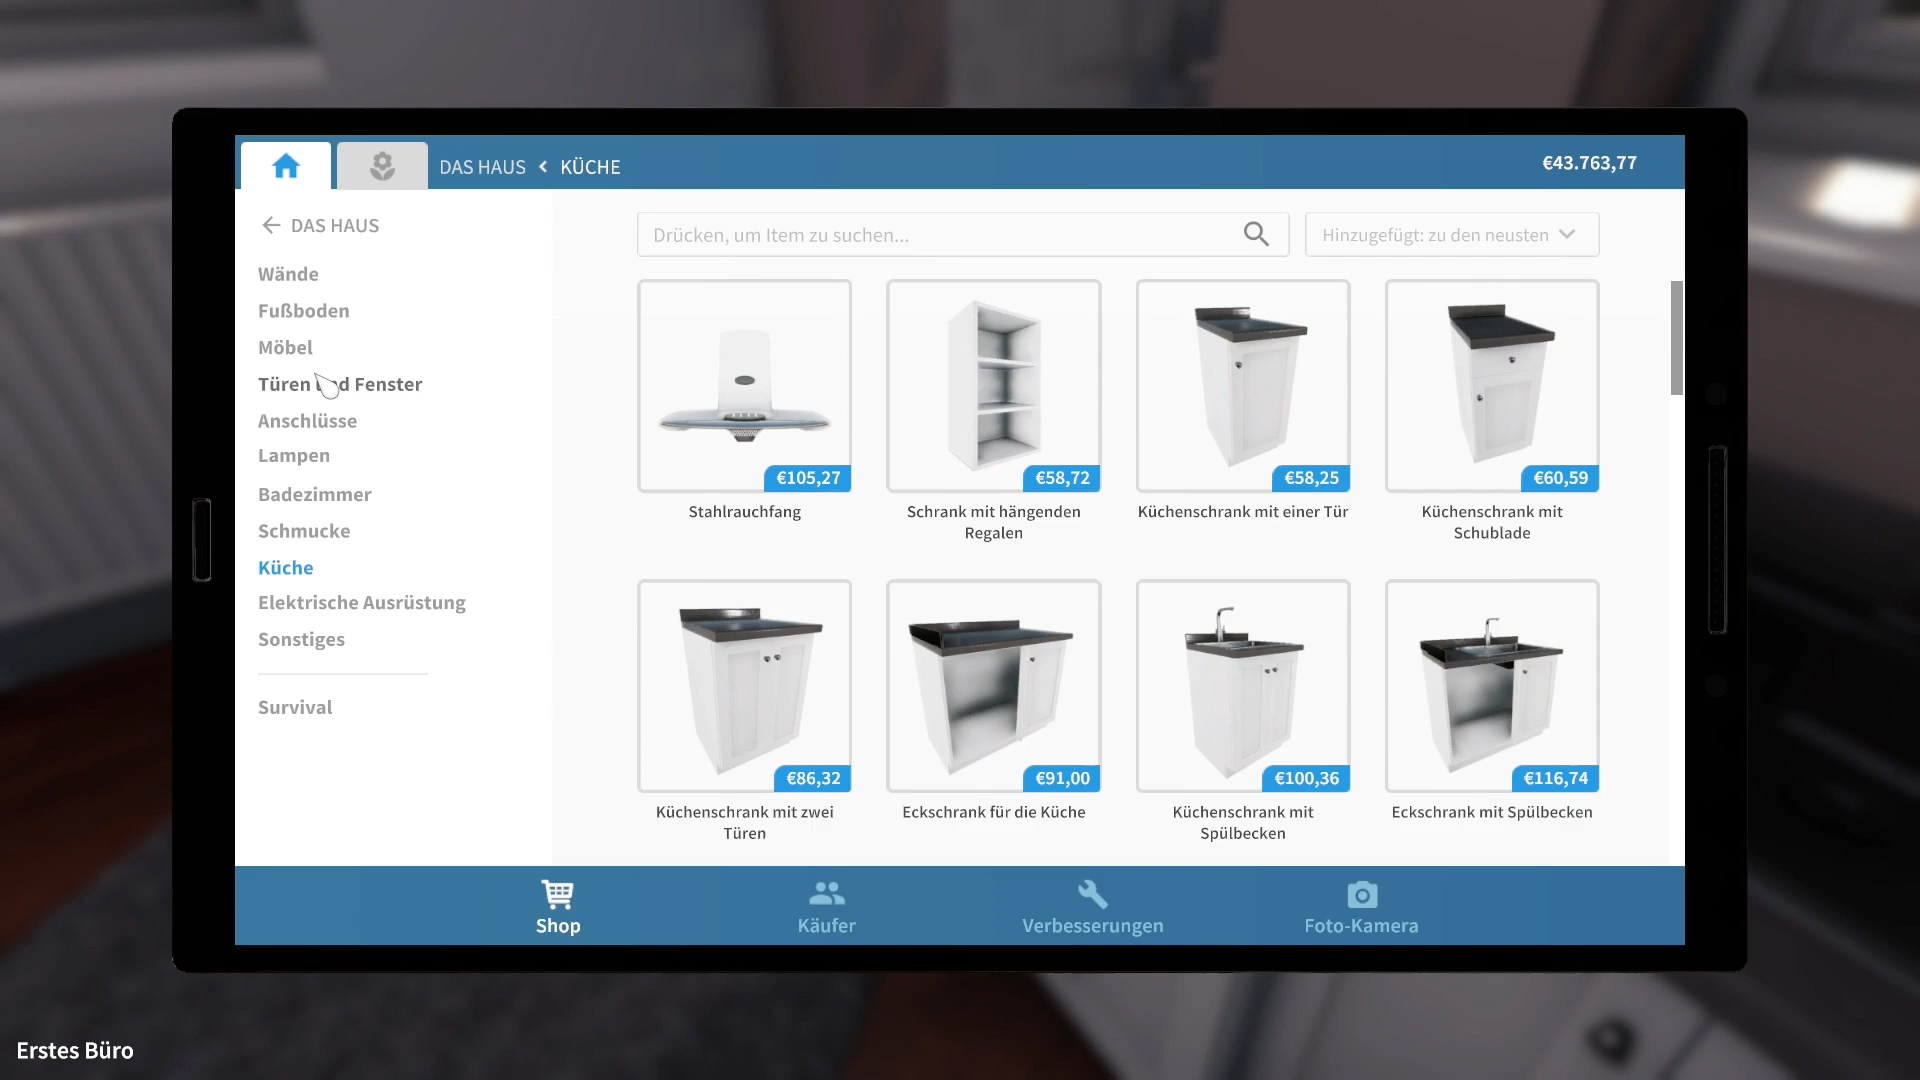 DAS HAUS < KÜCHE
€43.763,77
← DAS HAUS
Drücken, um Item zu suchen...
Hinzugefügt: zu den neusten
Wände
Fußboden
Möbel
Türen und Fenster
Anschlüsse
Lampen
Badezimmer
Schmucke
Küche
Elektrische Ausrüstung
Sonstiges
Survival
€105,27
Stahlrauchfang
€58,72
Schrank mit hängenden
Regalen
€58,25
Küchenschrank mit einer Tür
€60,59
Küchenschrank mit
Schublade
€86,32
Küchenschrank mit zwei
Türen
€91,00
Eckschrank für die Küche
€100,36
Küchenschrank mit
Spülbecken
€116,74
Eckschrank mit Spülbecken
Shop
Käufer
Verbesserungen
Foto-Kamera
Erstes Büro